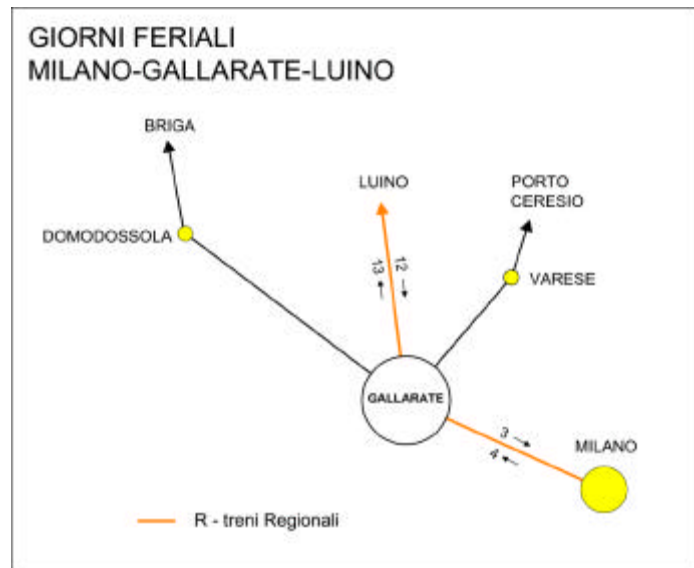 GIORNI FERIALI
MILANO-GALLARATE-LUINO
BRIGA
LUINO
PORTO
CERESIO
DOMODOSSOLA
13
12
VARESE
GALLARATE
3
4
MILANO
R - treni Regionali